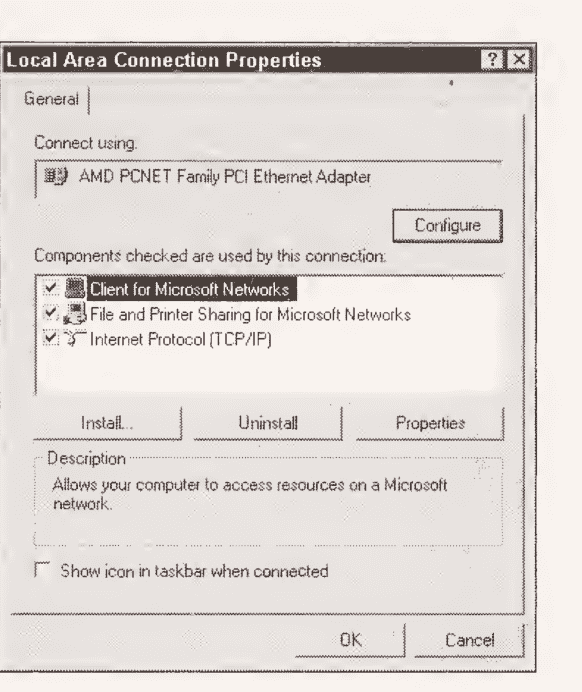 Local Area Connection Properties
General
Connect using:
AMD PCNET Family PCI Ethernet Adapter
Configure
Components checked are used by this connection:
Client for Microsoft Networks
File and Printer Sharing for Microsoft Networks
Internet Protocol (TCP/IP)
Install... Uninstall Properties
Description
Allows your computer to access resources on a Microsoft
network.
Show icon in taskbar when connected
OK Cancel